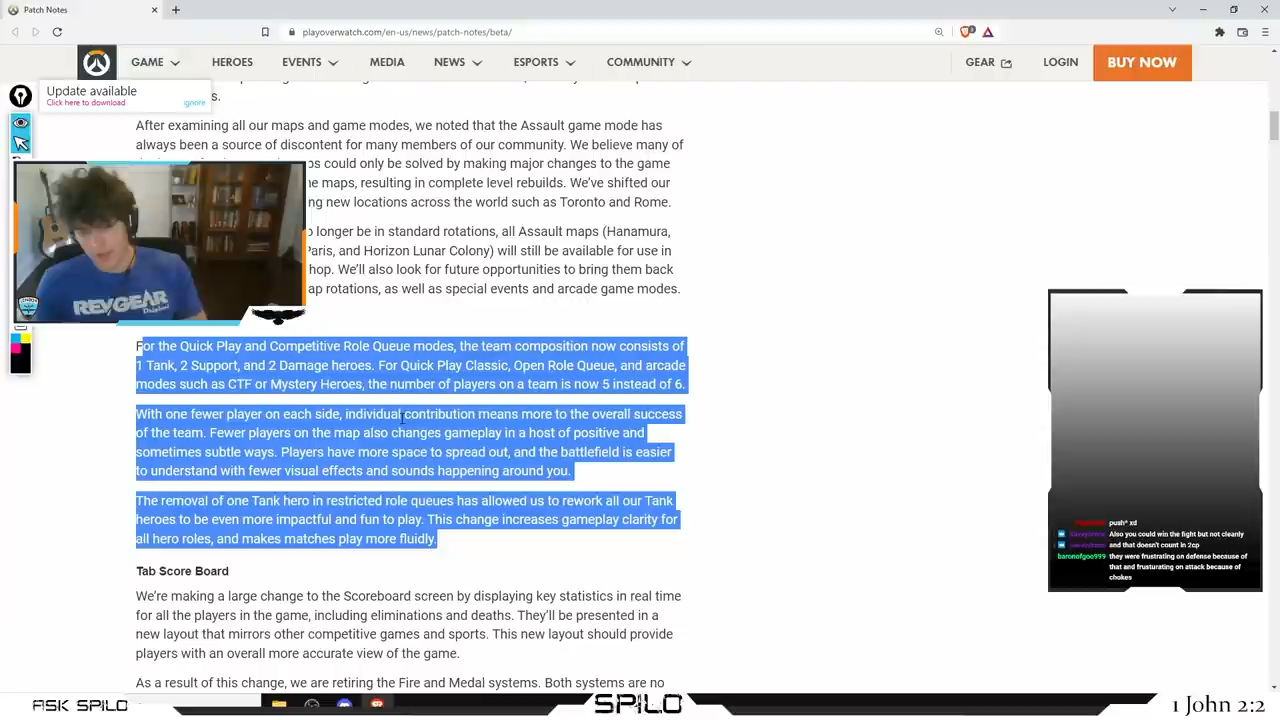 Patch Notes
playoverwatch.com/en-us/news/patch-notes/beta/
GAME
HEROES
EVENTS
MEDIA
NEWS
ESPORTS
COMMUNITY
GEAR
LOGIN
BUY NOW
Update available
Click here to download
ignore
s.
After examining all our maps and game modes, we noted that the Assault game mode has
always been a source of discontent for many members of our community. We believe many of
could only be solved by making major changes to the game
maps, resulting in complete level rebuilds. We've shifted our
ng new locations across the world such as Toronto and Rome.
longer be in standard rotations, all Assault maps (Hanamura,
Paris, and Horizon Lunar Colony) will still be available for use in
hop. We'll also look for future opportunities to bring them back
ap rotations, as well as special events and arcade game modes.
REVGEAR
For the Quick Play and Competitive Role Queue modes, the team composition now consists of
1 Tank, 2 Support, and 2 Damage heroes. For Quick Play Classic, Open Role Queue, and arcade
modes such as CTF or Mystery Heroes, the number of players on a team is now 5 instead of 6.
With one fewer player on each side, individual contribution means more to the overall success
of the team. Fewer players on the map also changes gameplay in a host of positive and
sometimes subtle ways. Players have more space to spread out, and the battlefield is easier
to understand with fewer visual effects and sounds happening around you.
The removal of one Tank hero in restricted role queues has allowed us to rework all our Tank
heroes to be even more impactful and fun to play. This change increases gameplay clarity for
all hero roles, and makes matches play more fluidly.
Tab Score Board
We're making a large change to the Scoreboard screen by displaying key statistics in real time
for all the players in the game, including eliminations and deaths. They'll be presented in a
new layout that mirrors other competitive games and sports. This new layout should provide
players with an overall more accurate view of the game.
As a result of this change, we are retiring the Fire and Medal systems. Both systems are no
push* xd
Also you could win the fight but not cleanly
and that doesn't count in 2cp
baronofgoo999 they were frustrating on defense because of
that and frusturating on attack because of
chokes
ASK SPILO
SPILO
1 John 2:2